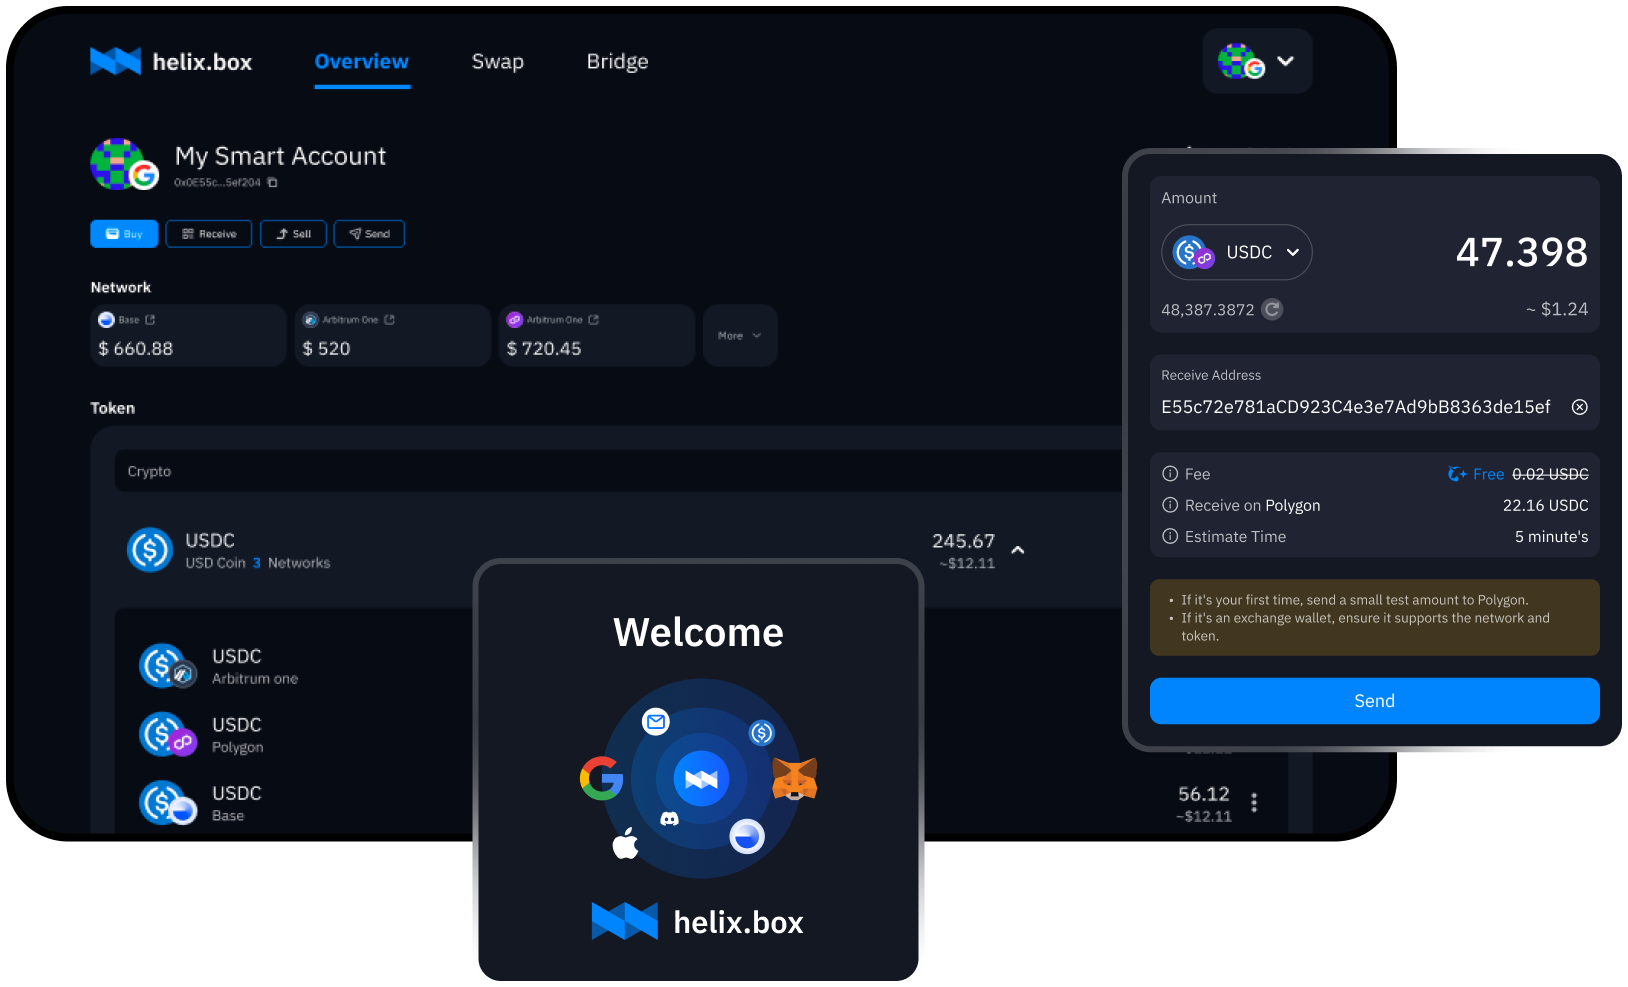 helix.box
Overview
Swap
Bridge
My Smart Account
0x0E55c...5ef204
Buy
Receive
Sell
Send
Network
Base
$ 660.88
Arbitrum One
$ 520
Arbitrum One
$ 720.45
More
Token
Crypto
USDC
USD Coin 3 Networks
245.67
~$12.11
USDC
Arbitrum one
USDC
Polygon
USDC
Base
56.12
~$12.11
Amount
USDC
47.398
48,387.3872
~ $1.24
Receive Address
E55c72e781aCD923C4e3e7Ad9bB8363de15ef
Fee
Free 0.02 USDC
Receive on Polygon
22.16 USDC
Estimate Time
5 minute's
• If it's your first time, send a small test amount to Polygon.
• If it's an exchange wallet, ensure it supports the network and
token.
Send
Welcome
helix.box